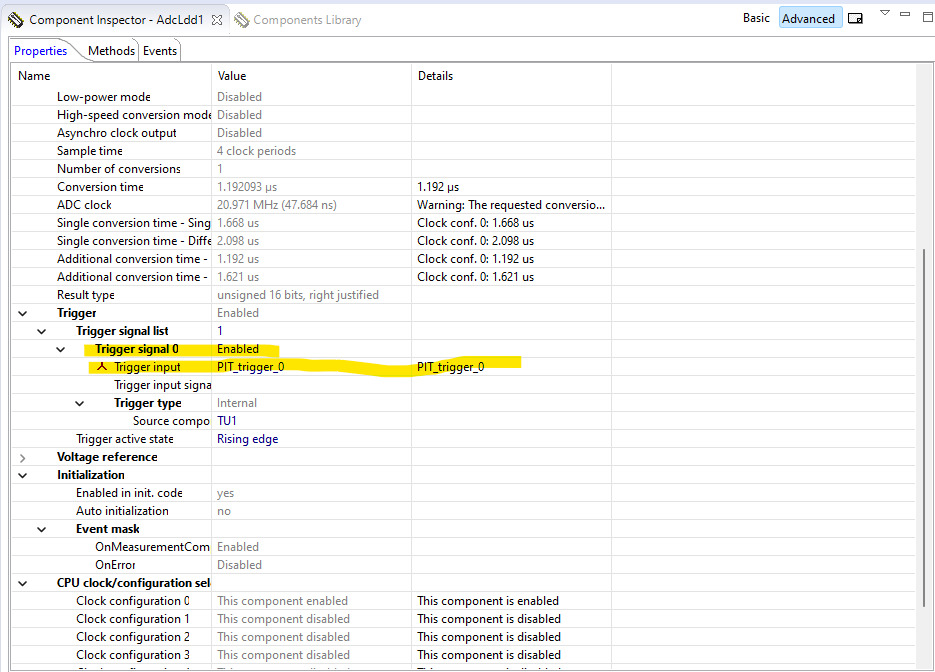 Component Inspector - AdcLdd1 Components Library Basic Advanced
Properties Methods Events
Name Value Details
Low-power mode Disabled
High-speed conversion mode Disabled
Asynchro clock output Disabled
Sample time 4 clock periods
Number of conversions 1
Conversion time 1.192093 µs 1.192 µs
ADC clock 20.971 MHz (47.684 ns) Warning: The requested conversio...
Single conversion time - Sing 1.668 us Clock conf. 0: 1.668 us
Single conversion time - Diffe 2.098 us Clock conf. 0: 2.098 us
Additional conversion time - 1.192 us Clock conf. 0: 1.192 us
Additional conversion time - 1.621 us Clock conf. 0: 1.621 us
Result type unsigned 16 bits, right justified
Trigger Enabled
Trigger signal list 1
Trigger signal 0 Enabled
Trigger input PIT_trigger_0 PIT_trigger_0
Trigger input signa
Trigger type Internal
Source compo TU1
Trigger active state Rising edge
Voltage reference
Initialization
Enabled in init. code yes
Auto initialization no
Event mask
OnMeasurementCom Enabled
OnError Disabled
CPU clock/configuration sel
Clock configuration 0 This component enabled This component is enabled
Clock configuration 1 This component disabled This component is disabled
Clock configuration 2 This component disabled This component is disabled
Clock configuration 3 This component disabled This component is disabled